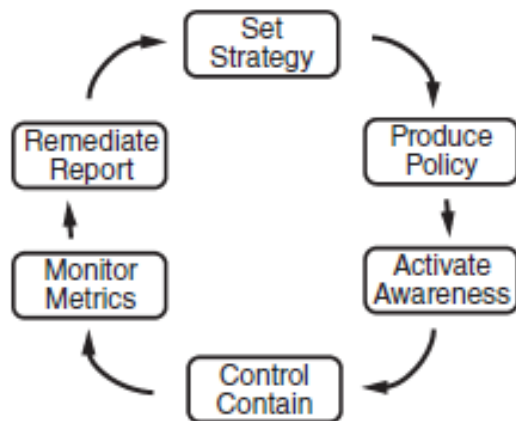 Set
Strategy
Produce
Policy
Activate
Awareness
Control
Contain
Monitor
Metrics
Remediate
Report